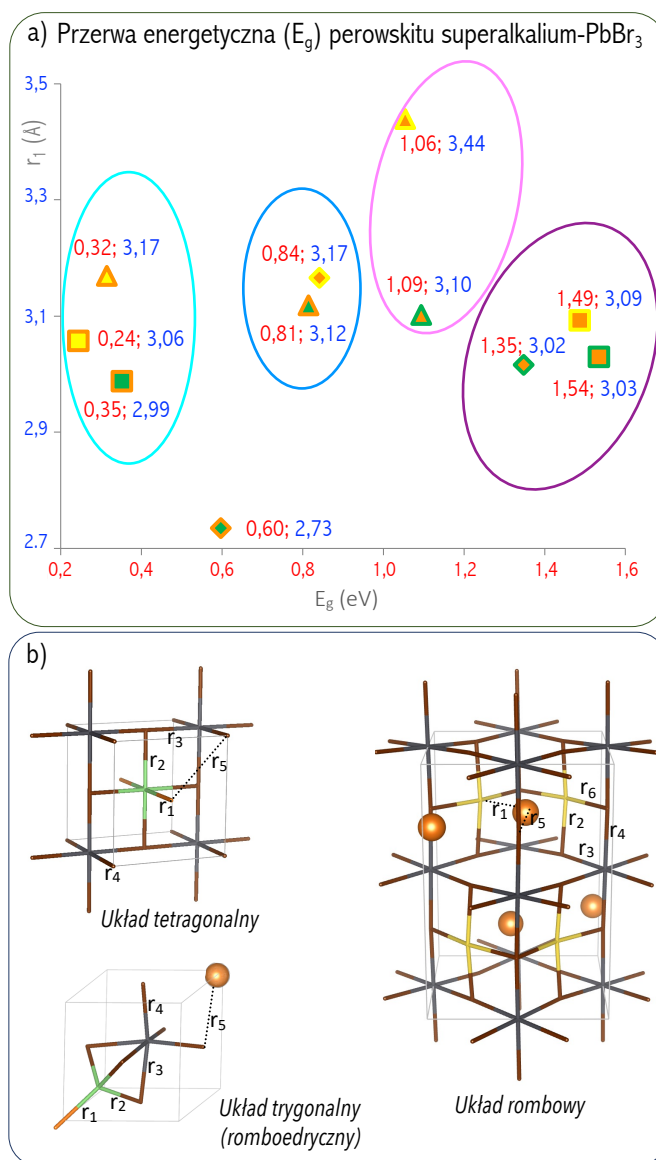 a) Przerwa energetyczna (E₉) perowskitu superalkalium-PbBr₃
3,5
r₁ (Å)
3,3
3,1
2,9
2.7
1,06; 3,44
0,32; 3,17
0,84; 3,17
1,09; 3,10
1,49; 3,09
0,24; 3,06
0,81; 3,12
1,35; 3,02
0,35; 2,99
1,54; 3,03
0,60; 2,73
0,2 0,4 0,6 0,8 1,0 1,2 1,4 1,6
E₉ (eV)
b)
r₃
r₂ r₅
r₁
r₄
Układ tetragonalny
r₆
r₁ r₅ r₂ r₄
r₃
Układ rombowy
r₄
r₅
r₃
r₁ r₂
Układ trygonalny
(romboedryczny)